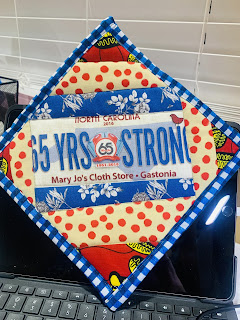 NORTH CAROLINA
65 YRS 65 STRONG
Mary Jo's Cloth Store • Gastonia